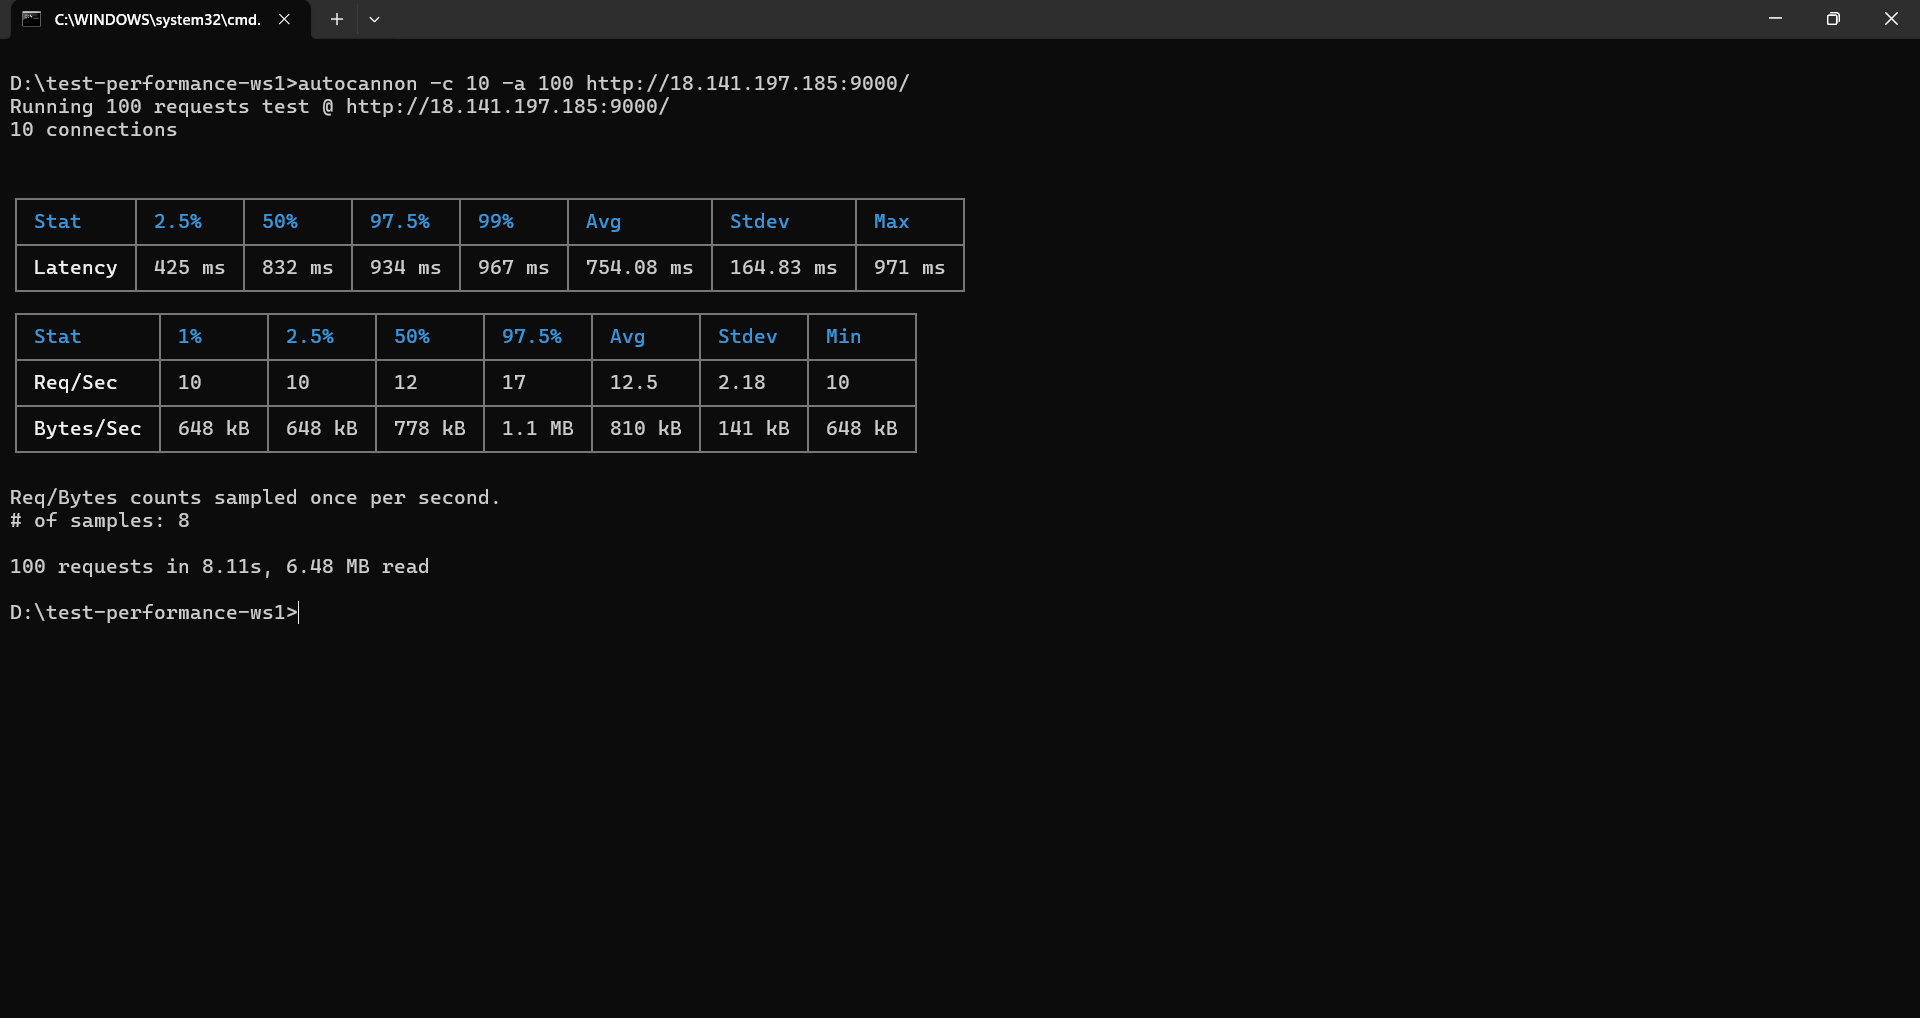 C:\WINDOWS\system32\cmd.
D:\test-performance-ws1>autocannon -c 10 -a 100 http://18.141.197.185:9000/
Running 100 requests test @ http://18.141.197.185:9000/
10 connections
Stat 2.5% 50% 97.5% 99% Avg Stdev Max
Latency 425 ms 832 ms 934 ms 967 ms 754.08 ms 164.83 ms 971 ms
Stat 1% 2.5% 50% 97.5% Avg Stdev Min
Req/Sec 10 10 12 17 12.5 2.18 10
Bytes/Sec 648 kB 648 kB 778 kB 1.1 MB 810 kB 141 kB 648 kB
Req/Bytes counts sampled once per second.
# of samples: 8
100 requests in 8.11s, 6.48 MB read
D:\test-performance-ws1>